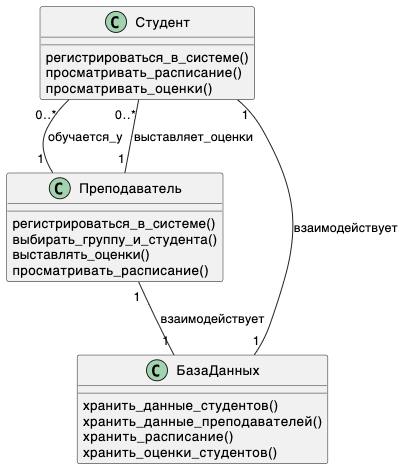 C Студент
регистрироваться_в_системе()
просматривать_расписание()
просматривать_оценки()
0..* 0..* 1
обучается_у выставляет_оценки
1 1
C Преподаватель
регистрироваться_в_системе()
выбирать_группу_и_студента()
выставлять_оценки()
просматривать_расписание()
взаимодействует
1
взаимодействует
1 1
C БазаДанных
хранить_данные_студентов()
хранить_данные_преподавателей()
хранить_расписание()
хранить_оценки_студентов()